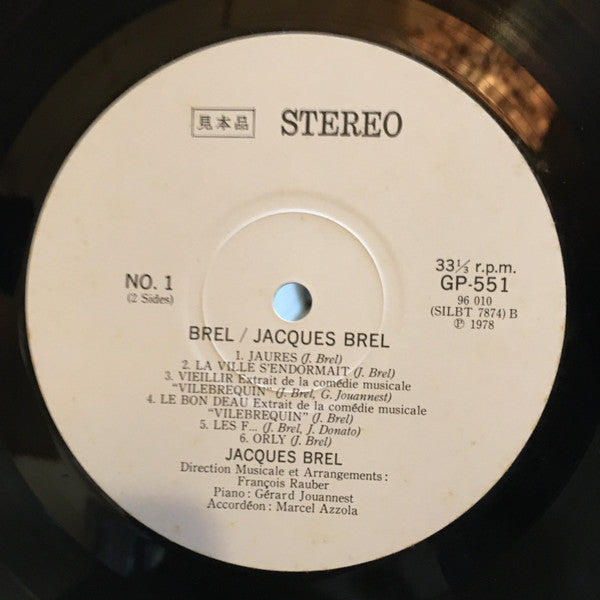 見本品 STEREO
NO. 1
(2 Sides)
33⅓ r.p.m.
GP-551
96 010
(SILBT 7874) B
Ⓟ 1978
BREL / JACQUES BREL
1. JAURES (J. Brel)
2. LA VILLE S'ENDORMAIT (J. Brel)
3. VIEILLIR Extrait de la comédie musicale
"VILEBREQUIN" (J. Brel, G. Jouannest)
4. LE BON DEAU Extrait de la comédie musicale
"VILEBREQUIN" (J. Brel)
5. LES F... (J. Brel, J. Donato)
6. ORLY (J. Brel)
JACQUES BREL
Direction Musicale et Arrangements :
François Rauber
Piano : Gérard Jouannest
Accordéon : Marcel Azzola